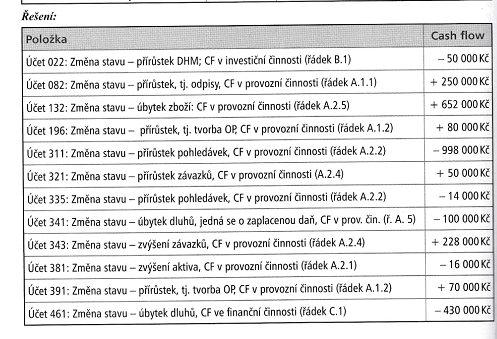 Řešení:
Položka Cash flow
Účet 022: Změna stavu – přírůstek DHM; CF v investiční činnosti (řádek B.1) – 50 000 Kč
Účet 082: Změna stavu – přírůstek, tj. odpisy, CF v provozní činnosti (řádek A.1.1) + 250 000 Kč
Účet 132: Změna stavu – úbytek zboží: CF v provozní činnosti (řádek A.2.5) + 652 000 Kč
Účet 196: Změna stavu – přírůstek, tj. tvorba OP, CF v provozní činnosti (řádek A.1.2) + 80 000 Kč
Účet 311: Změna stavu – přírůstek pohledávek, CF v provozní činnosti (řádek A.2.2) – 998 000 Kč
Účet 321: Změna stavu – přírůstek závazků, CF v provozní činnosti (A.2.4) + 50 000 Kč
Účet 335: Změna stavu – přírůstek pohledávek, CF v provozní činnosti (řádek A.2.2) – 14 000 Kč
Účet 341: Změna stavu – úbytek dluhů, jedná se o zaplacenou daň, CF v prov. čin. (ř. A. 5) – 100 000 Kč
Účet 343: Změna stavu – zvýšení závazků, CF v provozní činnosti (řádek A.2.4) + 228 000 Kč
Účet 381: Změna stavu – zvýšení aktiva, CF v provozní činnosti (řádek A.2.1) – 16 000 Kč
Účet 391: Změna stavu – přírůstek, tj. tvorba OP, CF v provozní činnosti (řádek A.1.2) + 70 000 Kč
Účet 461: Změna stavu – úbytek dluhů, CF ve finanční činnosti (řádek C.1) – 430 000 Kč